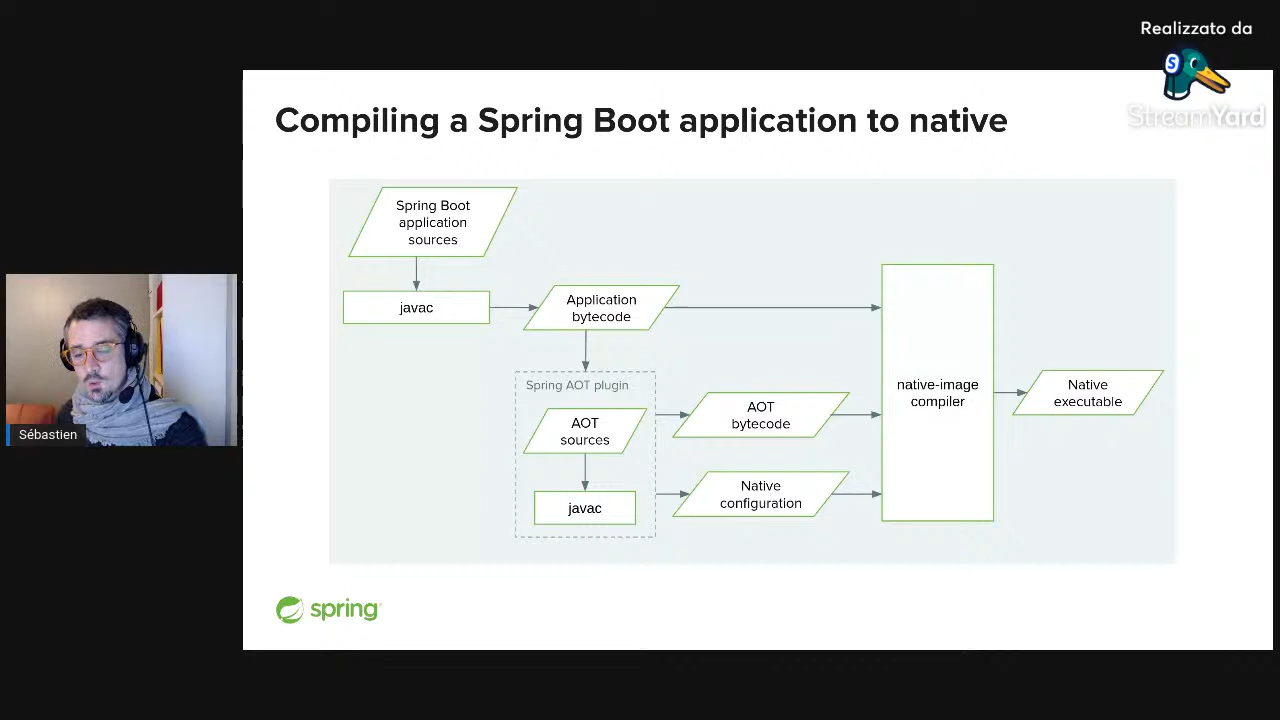 Realizzato da
StreamYard
Compiling a Spring Boot application to native
Spring Boot
application
sources
javac
Application
bytecode
Spring AOT plugin
AOT
sources
javac
AOT
bytecode
Native
configuration
native-image
compiler
Native
executable
Sébastien
spring